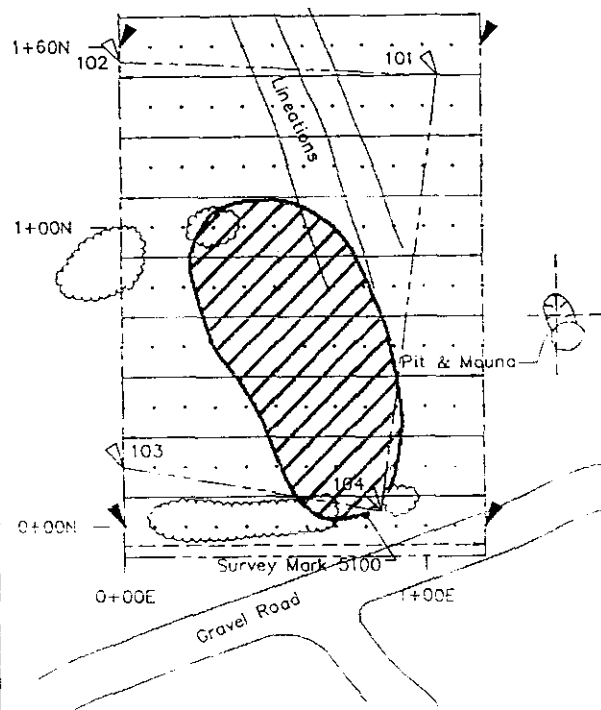 1+60N
102
101
Lineations
1+00N
Pit & Mound
103
104
0+00N
Survey Mark 5100
0+00E
1+00E
Gravel Road